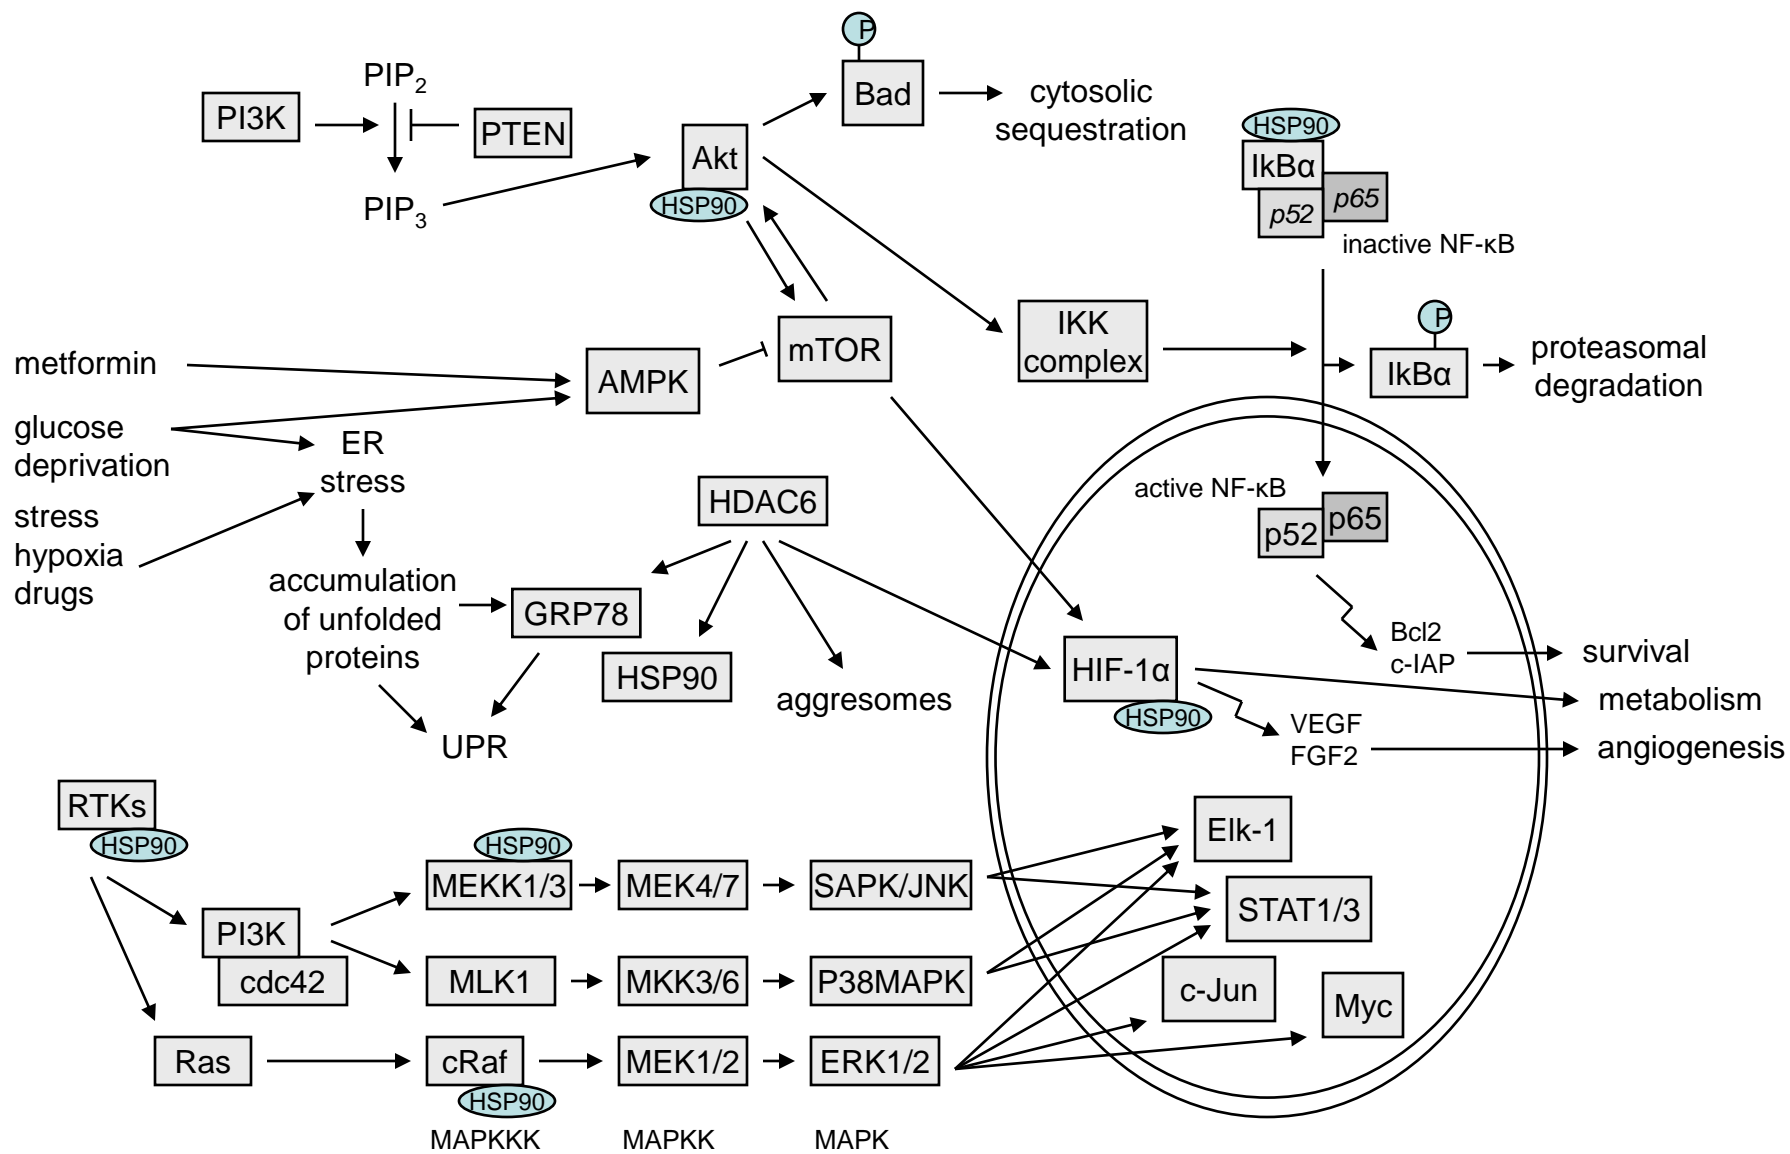 P
PIP2
Bad
cytosolic
sequestration
PI3K
PTEN
Akt
HSP90
HSP90
IkBα
p52
p65
inactive NF-κB
PIP3
IKK
complex
P
IkBα
proteasomal
degradation
mTOR
metformin
AMPK
glucose
deprivation
ER
stress
stress
hypoxia
drugs
HDAC6
active NF-κB
p52
p65
accumulation
of unfolded
proteins
GRP78
HSP90
aggresomes
UPR
HIF-1α
HSP90
Bcl2
c-IAP
survival
metabolism
VEGF
FGF2
angiogenesis
RTKs
HSP90
HSP90
MEKK1/3
MEK4/7
SAPK/JNK
Elk-1
STAT1/3
PI3K
cdc42
MLK1
MKK3/6
P38MAPK
c-Jun
Myc
Ras
cRaf
HSP90
MEK1/2
ERK1/2
MAPKKK
MAPKK
MAPK